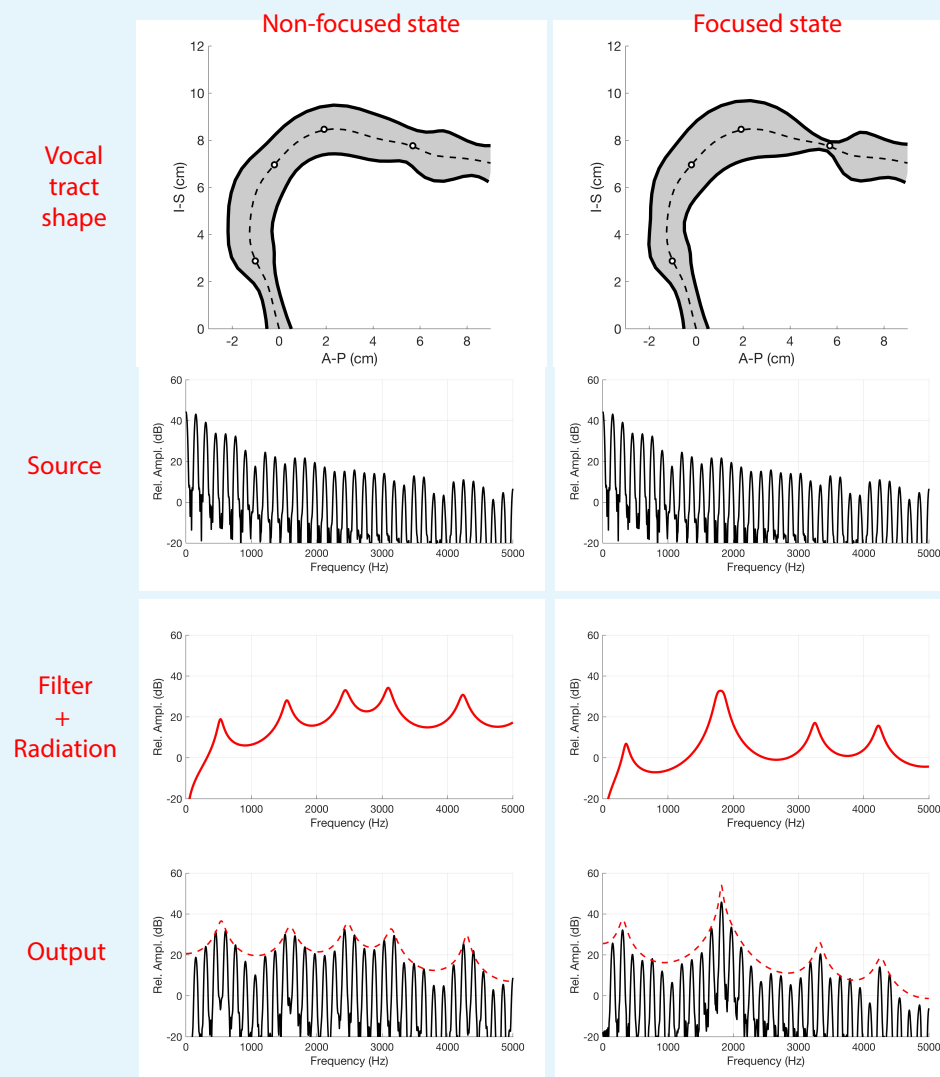 Non-focused state
Focused state
Vocal
tract
shape
12
10
8
6
4
2
0
I-S (cm)
-2 0 2 4 6 8
A-P (cm)
12
10
8
6
4
2
0
I-S (cm)
-2 0 2 4 6 8
A-P (cm)
Source
60
40
20
0
-20
Rel. Ampl. (dB)
0 1000 2000 3000 4000 5000
Frequency (Hz)
60
40
20
0
-20
Rel. Ampl. (dB)
0 1000 2000 3000 4000 5000
Frequency (Hz)
Filter
+
Radiation
60
40
20
0
-20
Rel. Ampl. (dB)
0 1000 2000 3000 4000 5000
Frequency (Hz)
60
40
20
0
-20
Rel. Ampl. (dB)
0 1000 2000 3000 4000 5000
Frequency (Hz)
Output
60
40
20
0
-20
Rel. Ampl. (dB)
0 1000 2000 3000 4000 5000
Frequency (Hz)
60
40
20
0
-20
Rel. Ampl. (dB)
0 1000 2000 3000 4000 5000
Frequency (Hz)